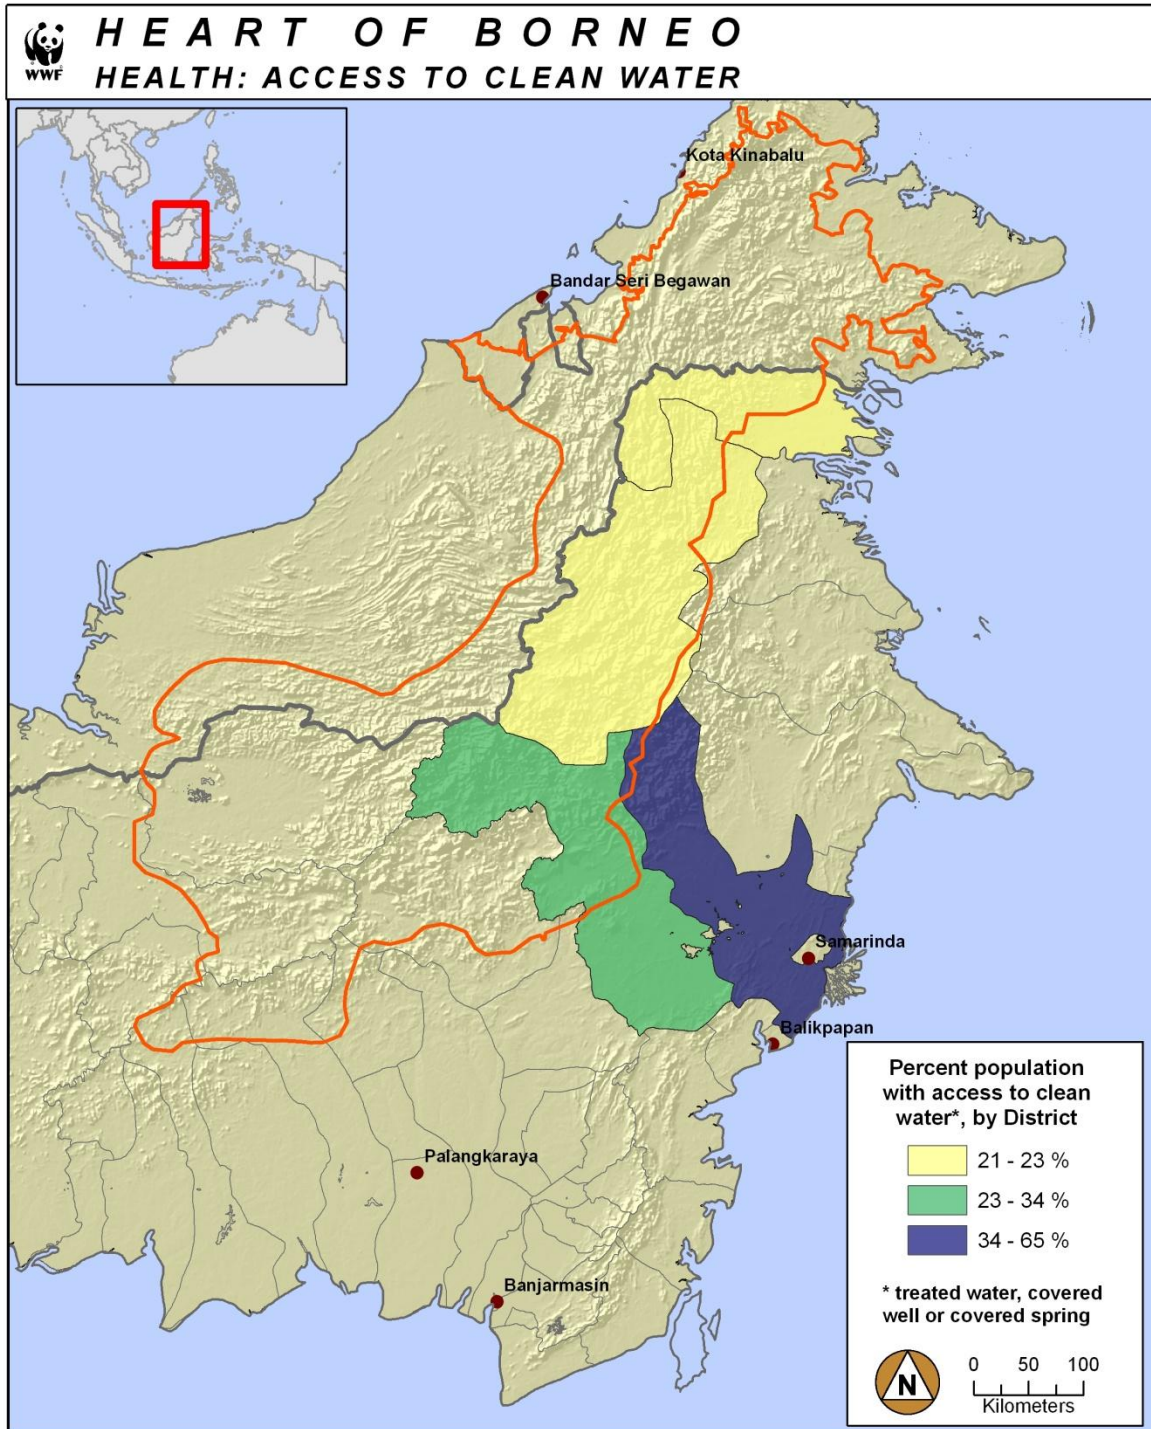 HEART OF BORNEO
WWF
HEALTH: ACCESS TO CLEAN WATER
Kota Kinabalu
Bandar Seri Begawan
Samarinda
Balikpapan
Palangkaraya
Banjarmasin
Percent population
with access to clean
water*, by District
21 - 23 %
23 - 34 %
34 - 65 %
* treated water, covered
well or covered spring
N
0 50 100
Kilometers